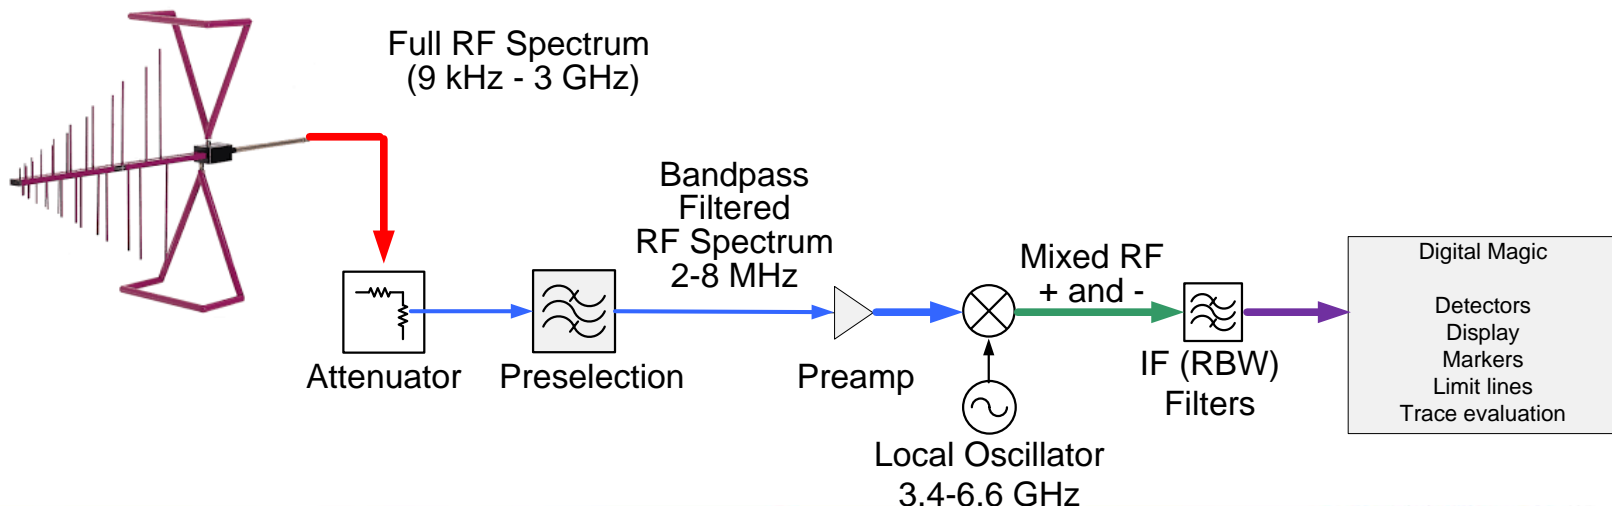 Full RF Spectrum
(9 kHz - 3 GHz)
Bandpass
Filtered
RF Spectrum
2-8 MHz
Mixed RF
+ and -
Attenuator
Preselection
Preamp
IF (RBW)
Filters
Local Oscillator
3.4-6.6 GHz
Digital Magic
Detectors
Display
Markers
Limit lines
Trace evaluation